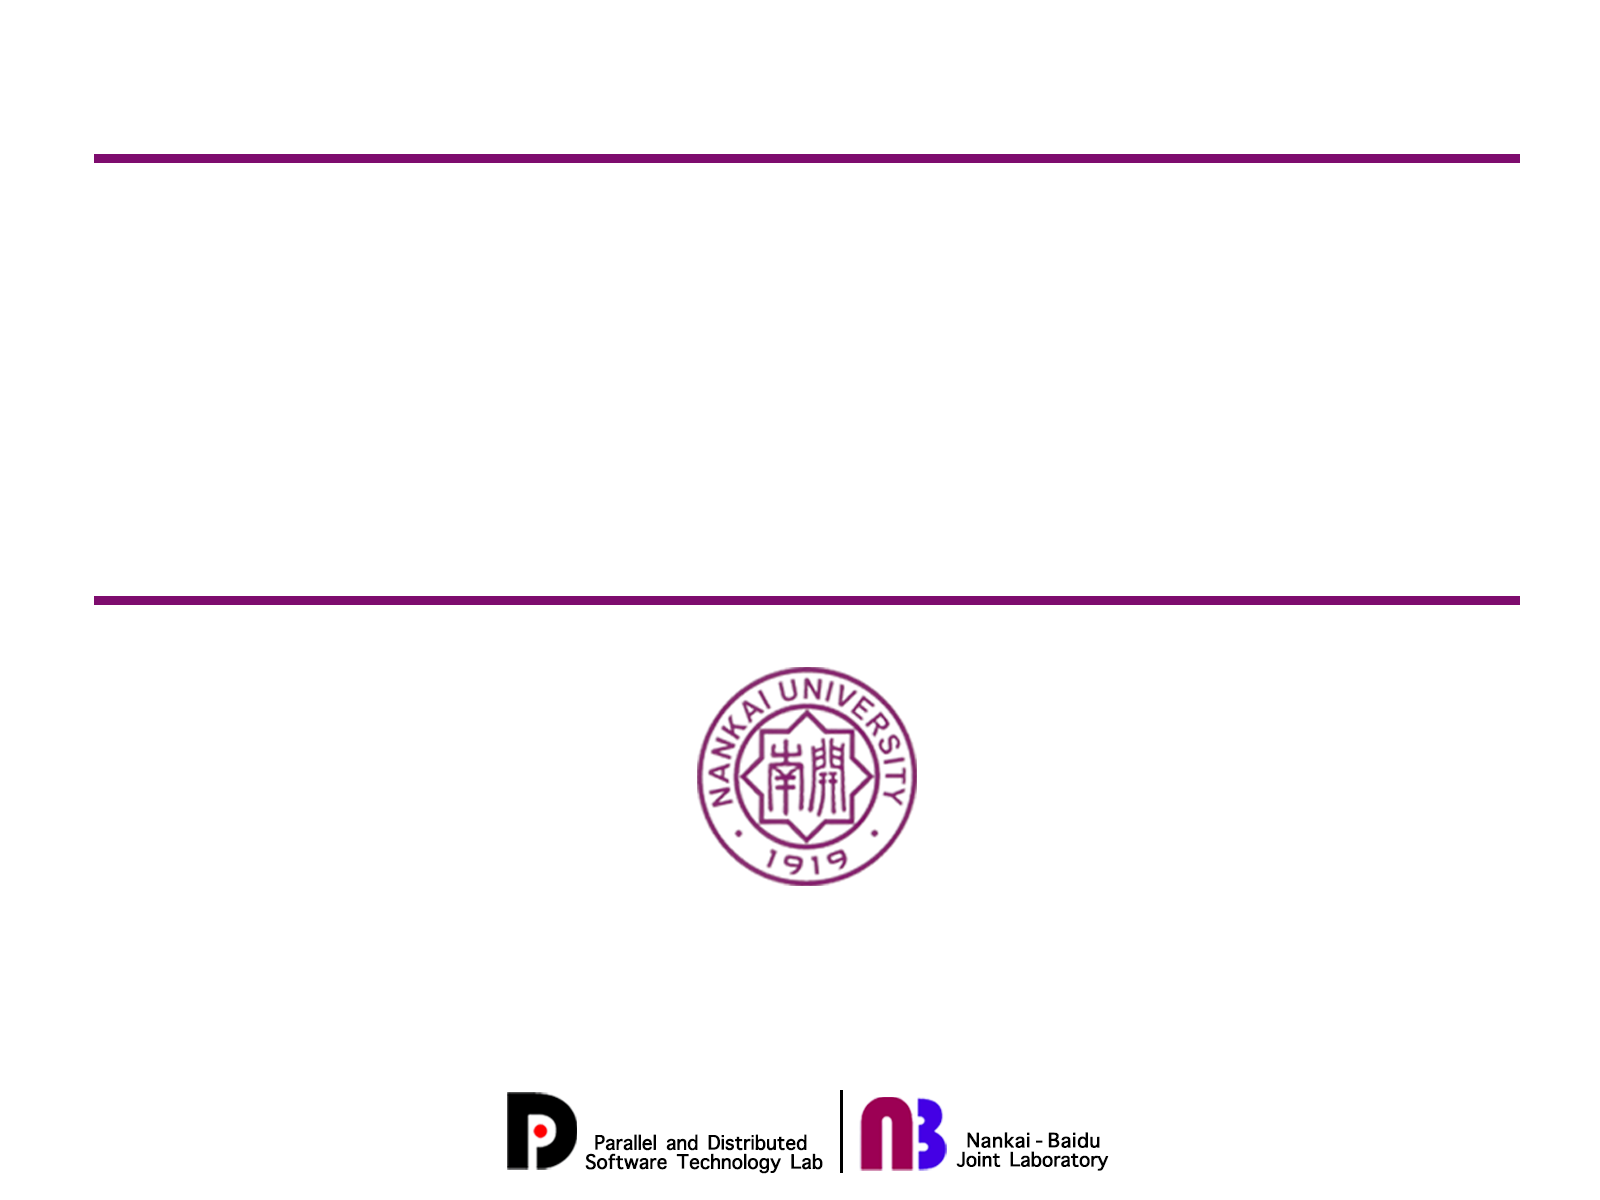 NANKAI UNIVERSITY
南開
1919
Parallel and Distributed
Software Technology Lab
Nankai - Baidu
Joint Laboratory